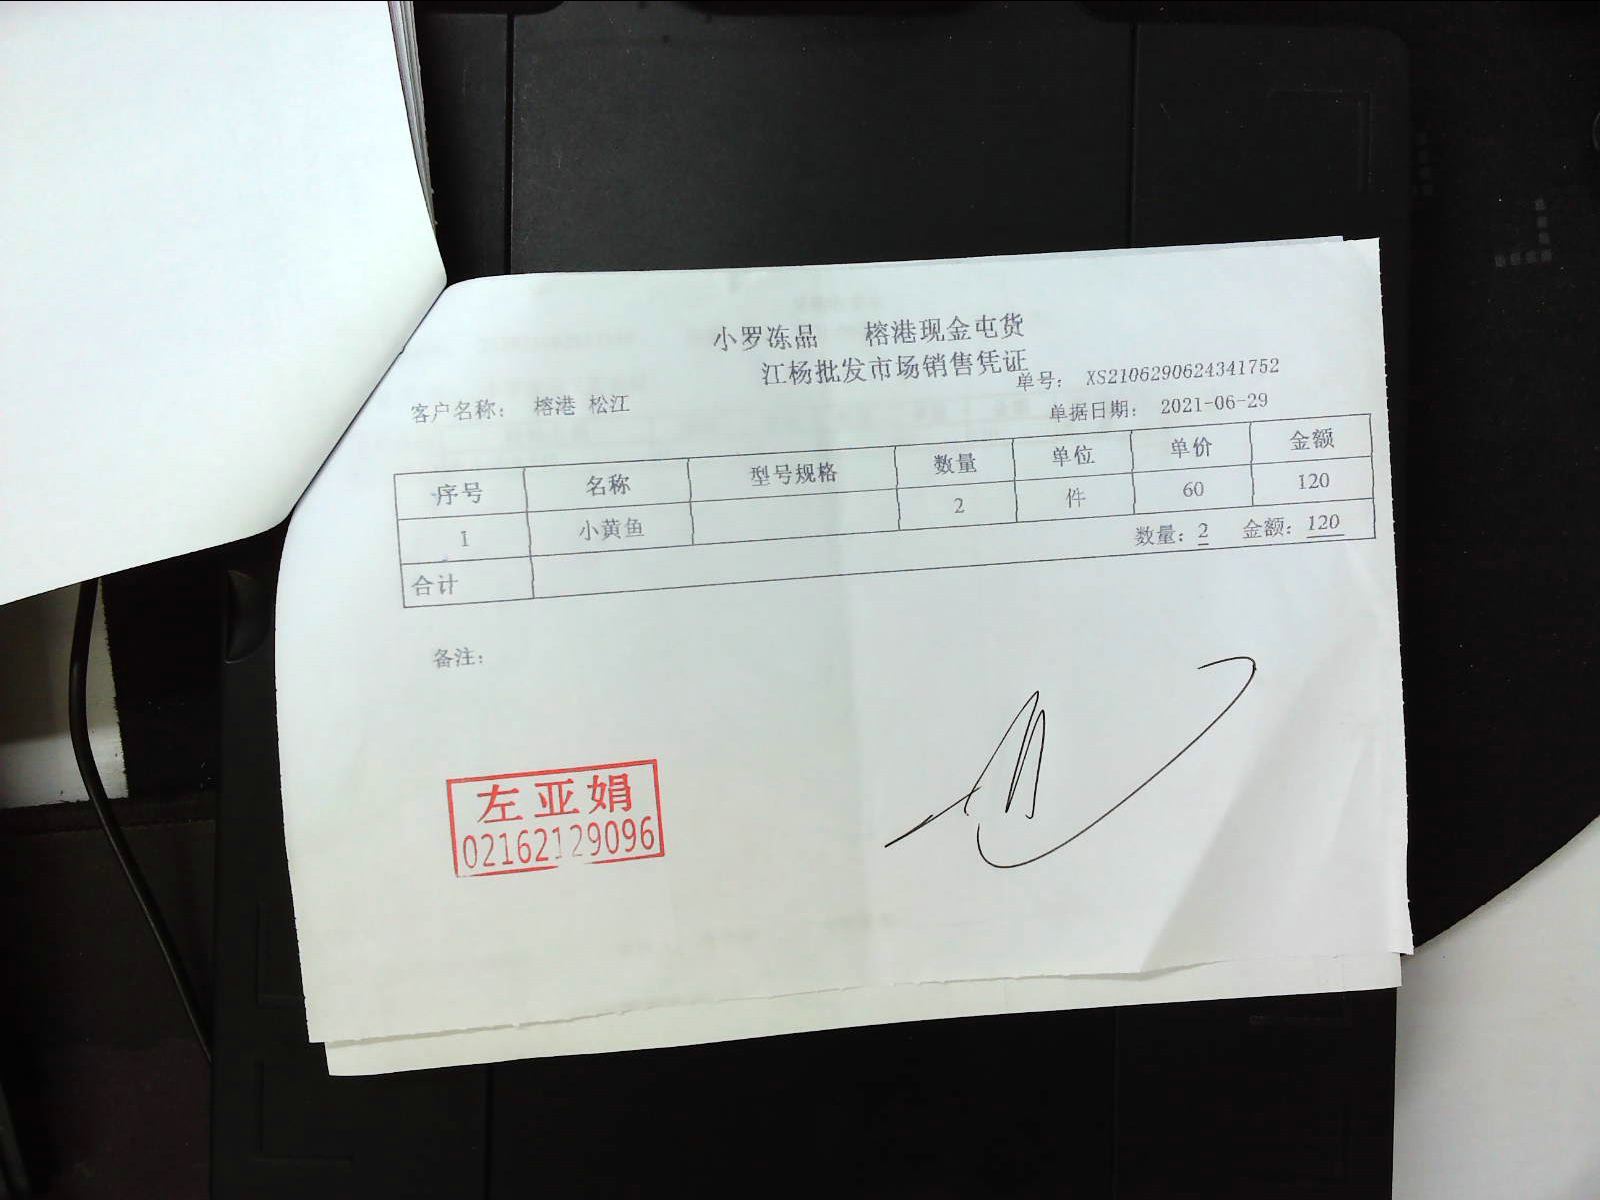 小罗冻品 榕港现金屯货
江杨批发市场销售凭证
单号： XS2106290624341752
客户名称： 榕港 松江
单据日期： 2021-06-29
序号 名称 型号规格 数量 单位 单价 金额
1 小黄鱼 2 件 60 120
合计 数量：2 金额：120
备注：
左亚娟
02162129096